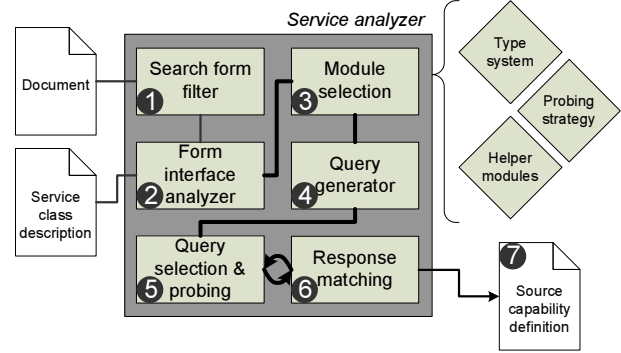 Service analyzer
Document
Search form
filter
1
Module
selection
3
Type
system
Probing
strategy
Helper
modules
Service
class
description
Form
interface
analyzer
2
Query
generator
4
Query
selection &
probing
5
Response
matching
6
7
Source
capability
definition